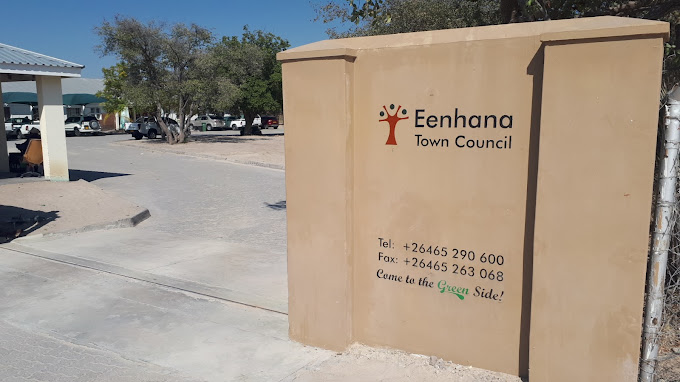 Eenhana
Town Council
Tel: +26465 290 600
Fax: +26465 263 068
Come to the Green Side!